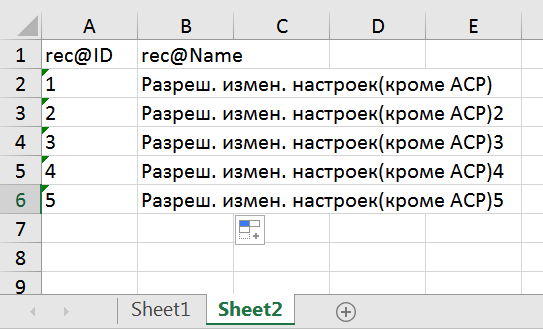 A B C D E
1 rec@ID rec@Name
2 1 Разреш. измен. настроек(кроме АСР)
3 2 Разреш. измен. настроек(кроме АСР)2
4 3 Разреш. измен. настроек(кроме АСР)3
5 4 Разреш. измен. настроек(кроме АСР)4
6 5 Разреш. измен. настроек(кроме АСР)5
7
8
9
Sheet1 Sheet2